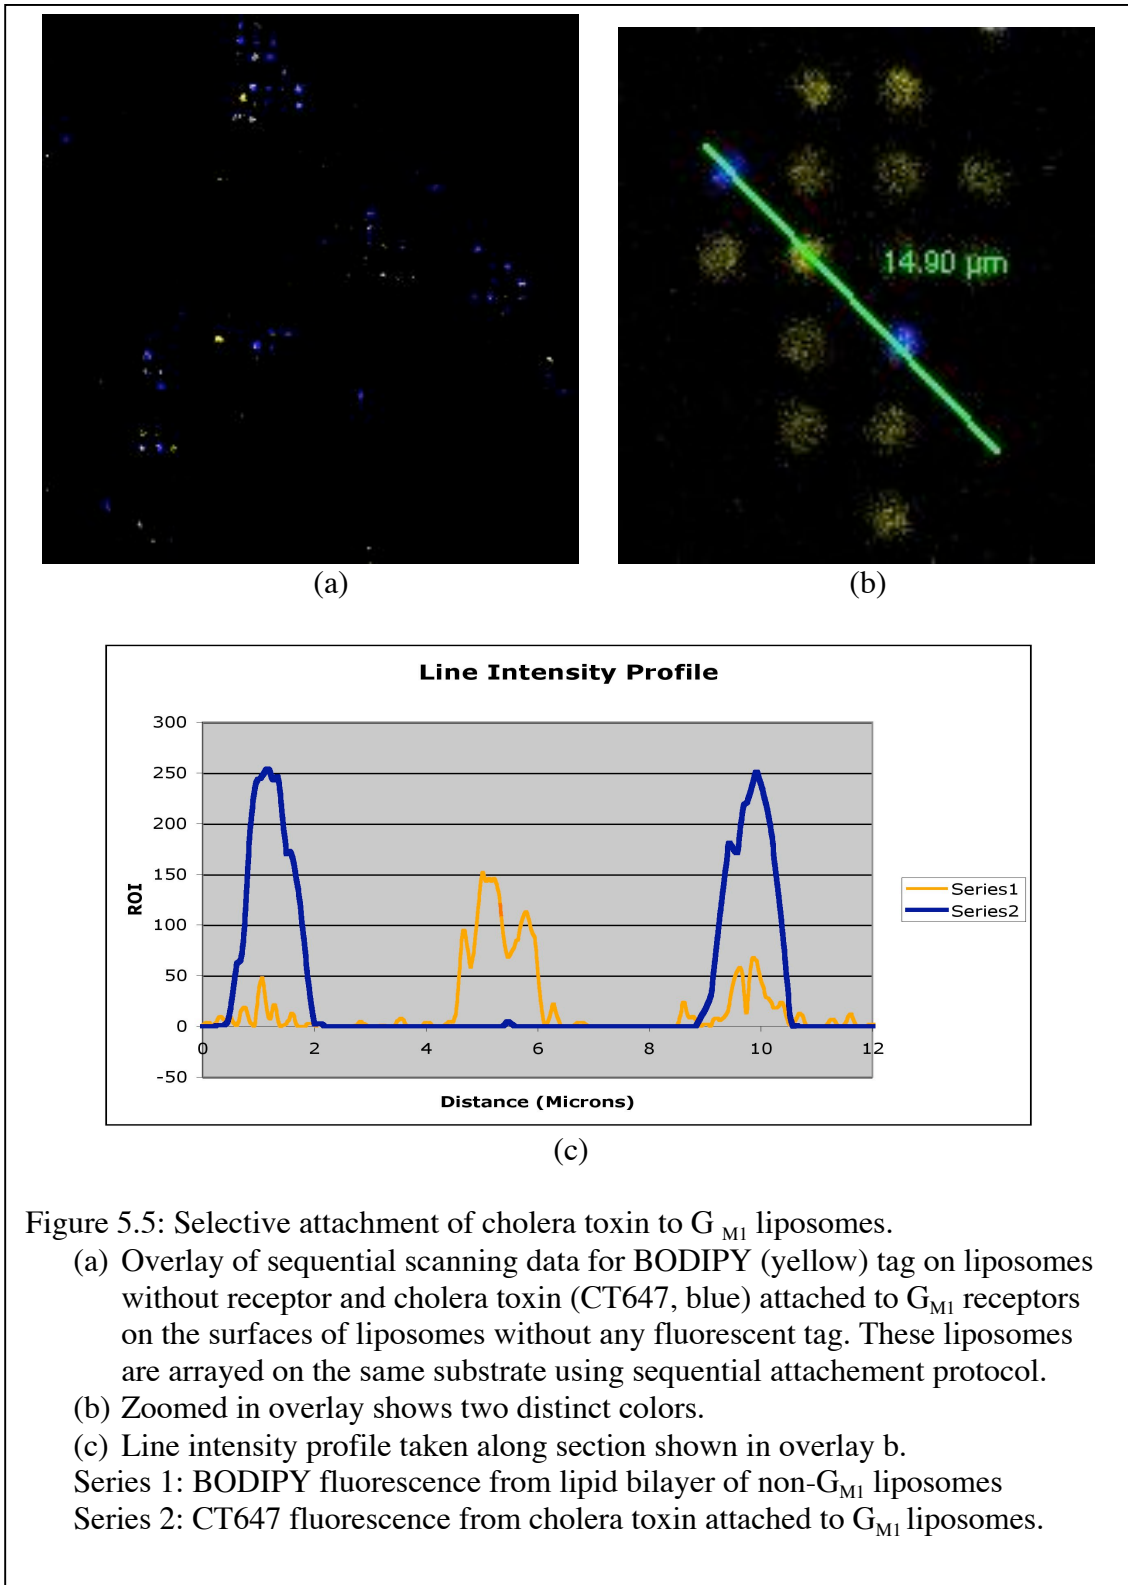 14.90 µm
(a)
(b)
Line Intensity Profile
300
250
200
150
100
50
0
-50
ROI
0 2 4 6 8 10 12
Distance (Microns)
Series1
Series2
(c)
Figure 5.5: Selective attachment of cholera toxin to G M1 liposomes.
(a) Overlay of sequential scanning data for BODIPY (yellow) tag on liposomes
without receptor and cholera toxin (CT647, blue) attached to GM1 receptors
on the surfaces of liposomes without any fluorescent tag. These liposomes
are arrayed on the same substrate using sequential attachement protocol.
(b) Zoomed in overlay shows two distinct colors.
(c) Line intensity profile taken along section shown in overlay b.
Series 1: BODIPY fluorescence from lipid bilayer of non-GM1 liposomes
Series 2: CT647 fluorescence from cholera toxin attached to GM1 liposomes.